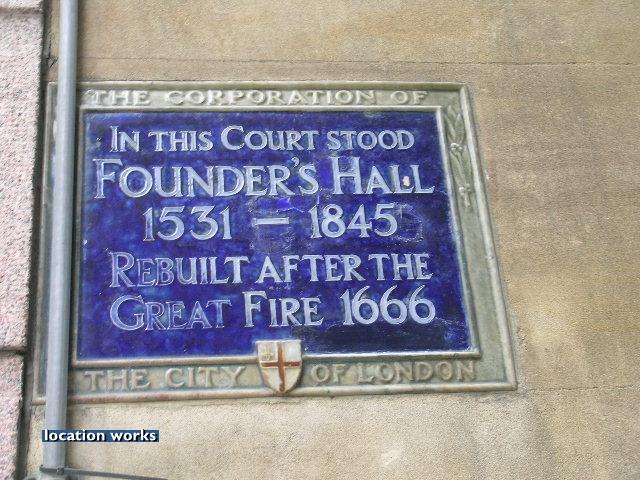 THE CORPORATION OF
IN THIS COURT STOOD
FOUNDER'S HALL
1531 — 1845
REBUILT AFTER THE
GREAT FIRE 1666
THE CITY OF LONDON
location works